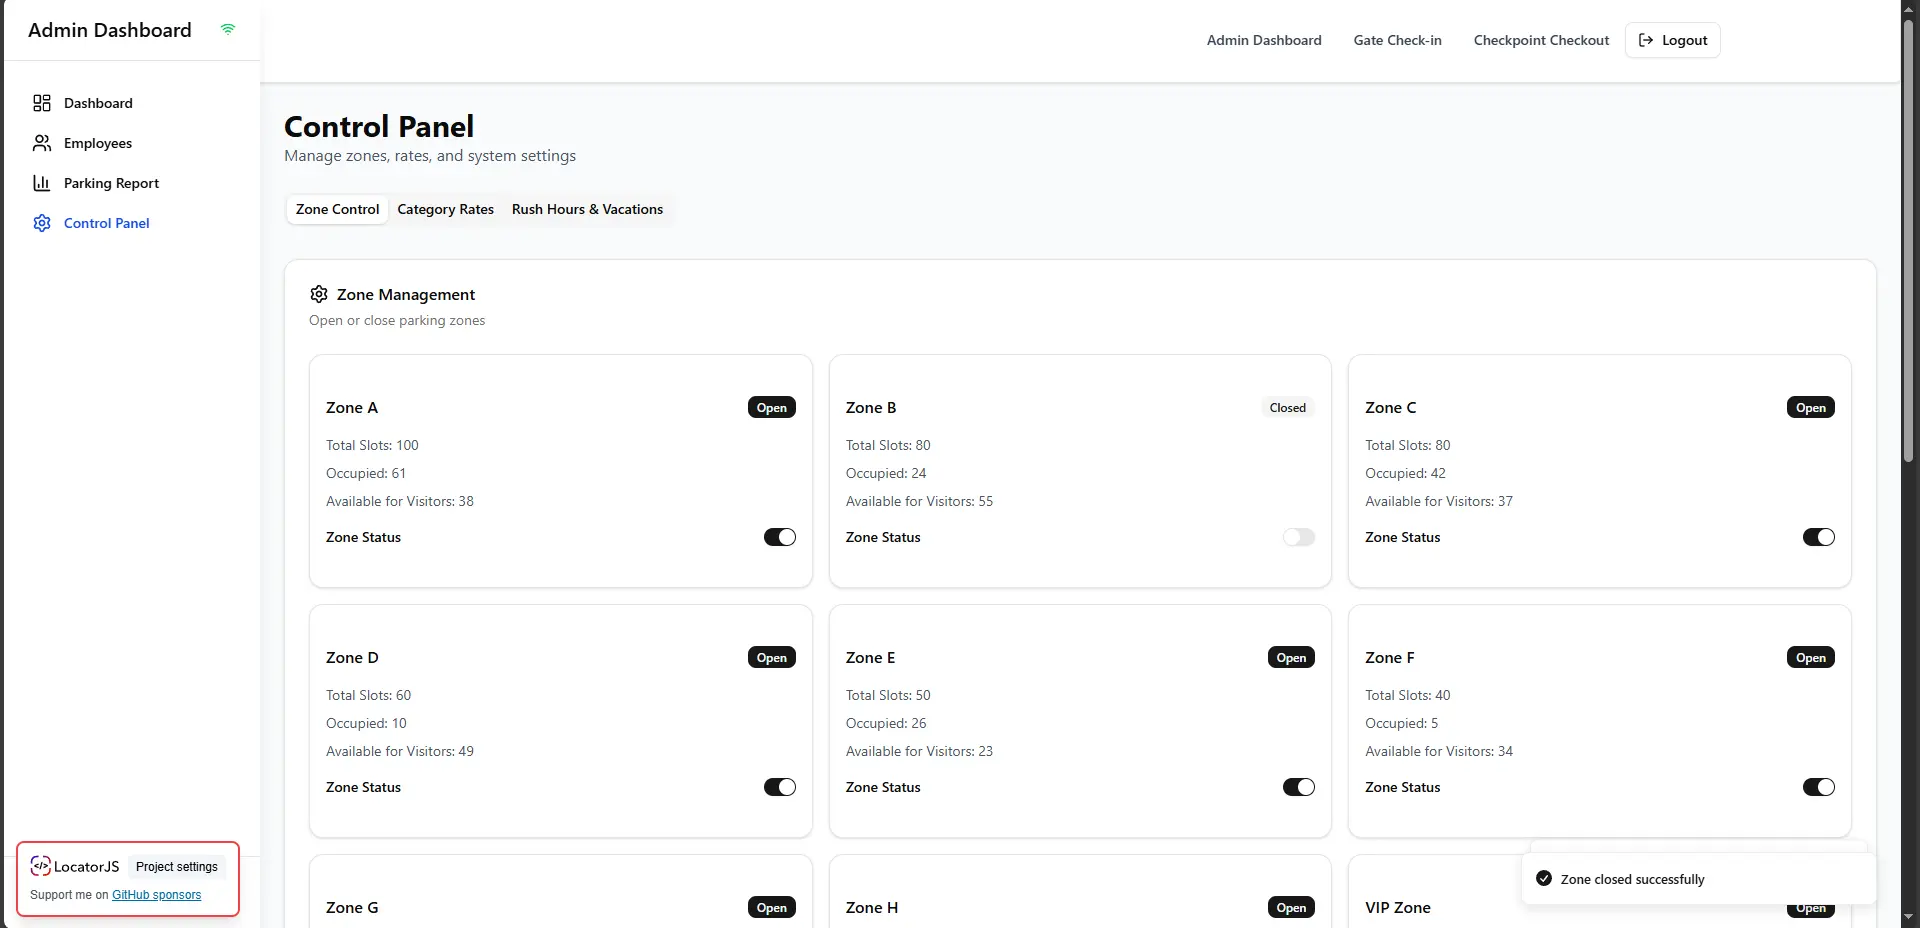 Admin Dashboard
Admin Dashboard Gate Check-in Checkpoint Checkout Logout
Dashboard
Employees
Parking Report
Control Panel
Control Panel
Manage zones, rates, and system settings
Zone Control Category Rates Rush Hours & Vacations
Zone Management
Open or close parking zones
Zone A Open
Total Slots: 100
Occupied: 61
Available for Visitors: 38
Zone Status
Zone B Closed
Total Slots: 80
Occupied: 24
Available for Visitors: 55
Zone Status
Zone C Open
Total Slots: 80
Occupied: 42
Available for Visitors: 37
Zone Status
Zone D Open
Total Slots: 60
Occupied: 10
Available for Visitors: 49
Zone Status
Zone E Open
Total Slots: 50
Occupied: 26
Available for Visitors: 23
Zone Status
Zone F Open
Total Slots: 40
Occupied: 5
Available for Visitors: 34
Zone Status
Zone G Open
Zone H Open
VIP Zone Open
Zone closed successfully
LocatorJS Project settings
Support me on GitHub sponsors